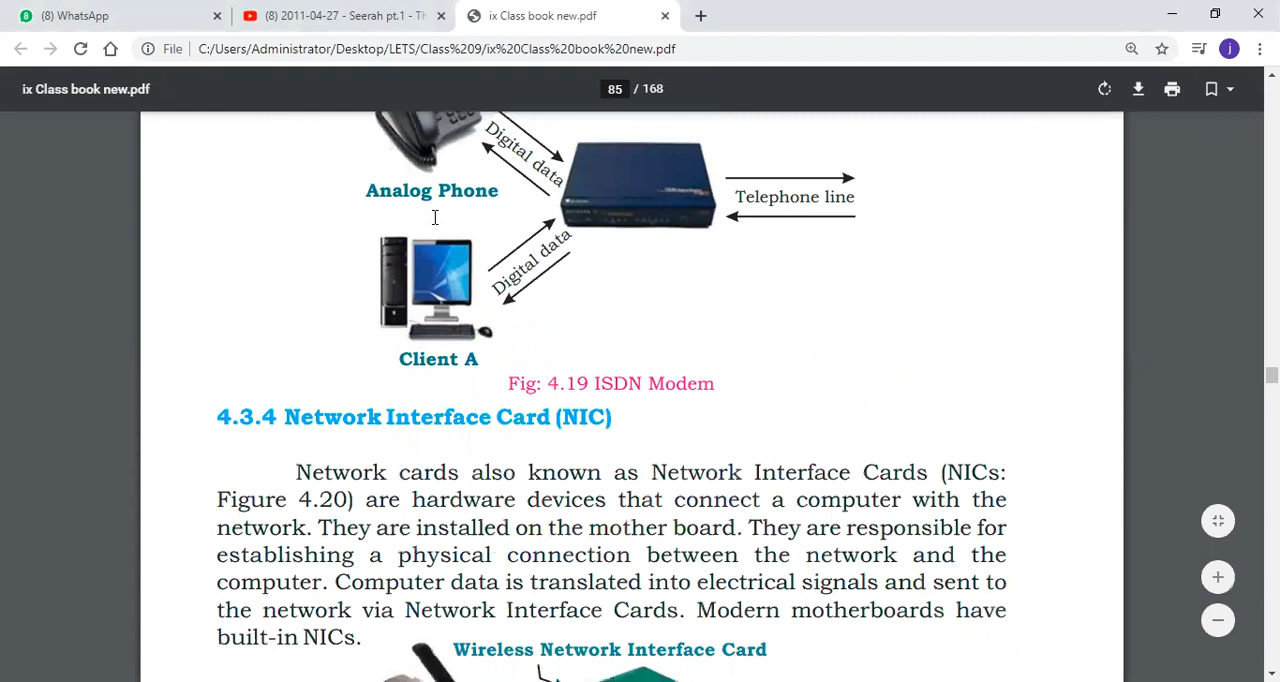 (8) WhatsApp
2011-04-27 - Seerah pt.1 - Th
ix Class book new.pdf
File
C:/Users/Administrator/Desktop/LETS/Class%209/ix%20Class%20book%20new.pdf
j
ix Class book new.pdf
85 / 168
Digital data
Analog Phone
Telephone line
Digital data
Client A
Fig: 4.19 ISDN Modem
4.3.4 Network Interface Card (NIC)
Network cards also known as Network Interface Cards (NICs:
Figure 4.20) are hardware devices that connect a computer with the
network. They are installed on the mother board. They are responsible for
establishing a physical connection between the network and the
computer. Computer data is translated into electrical signals and sent to
the network via Network Interface Cards. Modern motherboards have
built-in NICs.
Wireless Network Interface Card